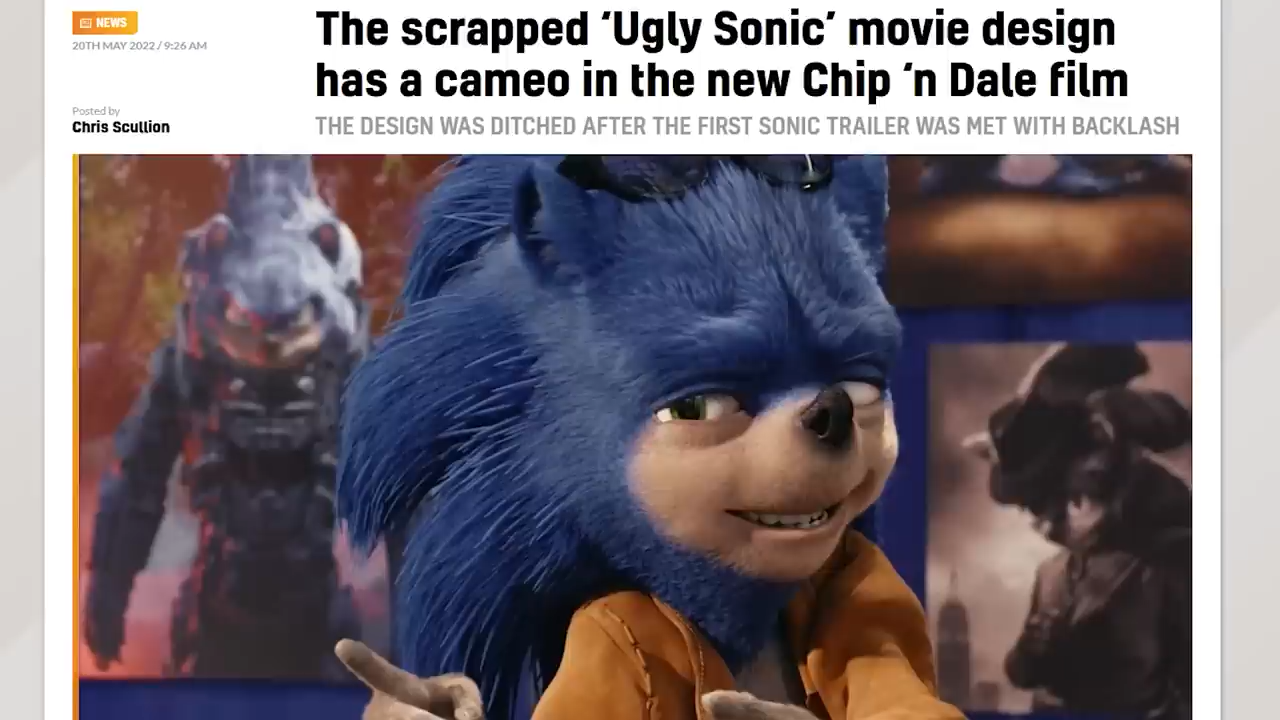 NEWS
20TH MAY 2022 / 9:26 AM
Posted by
Chris Scullion
The scrapped ‘Ugly Sonic’ movie design
has a cameo in the new Chip ‘n Dale film
THE DESIGN WAS DITCHED AFTER THE FIRST SONIC TRAILER WAS MET WITH BACKLASH